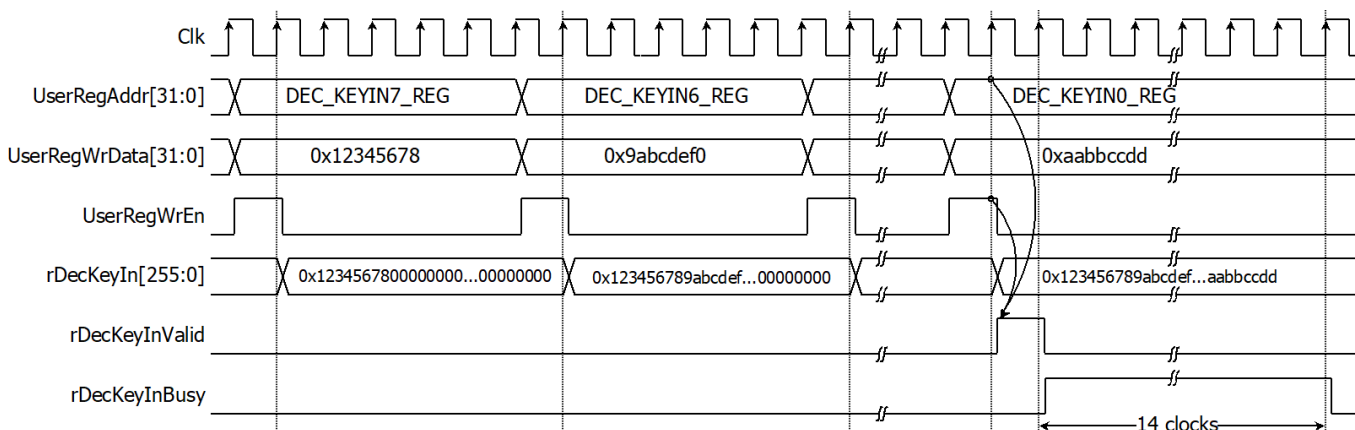 Clk
UserRegAddr[31:0] DEC_KEYIN7_REG DEC_KEYIN6_REG DEC_KEYIN0_REG
UserRegWrData[31:0] 0x12345678 0x9abcdef0 0xaabbccdd
UserRegWrEn
rDecKeyIn[255:0] 0x1234567800000000...00000000 0x123456789abcdef...00000000 0x123456789abcdef...aabbccdd
rDecKeyInValid
rDecKeyInBusy
14 clocks